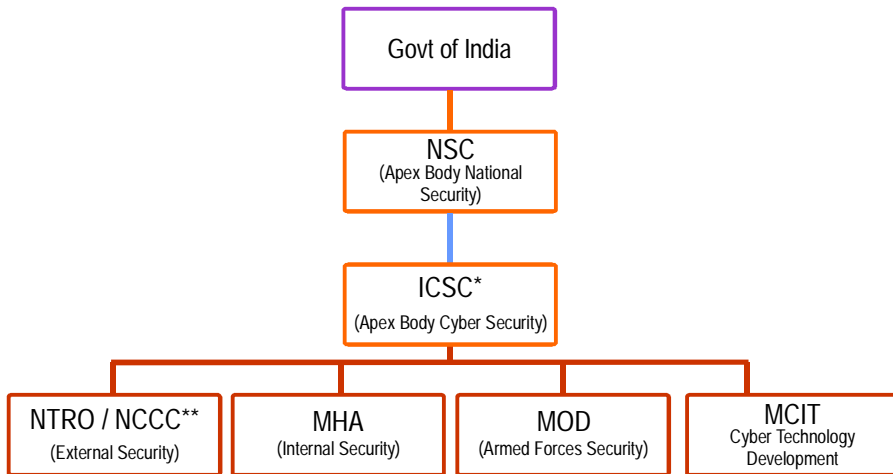 Govt of India
NSC
(Apex Body National
Security)
ICSC*
(Apex Body Cyber Security)
NTRO / NCCC**
(External Security)
MHA
(Internal Security)
MOD
(Armed Forces Security)
MCIT
Cyber Technology
Development